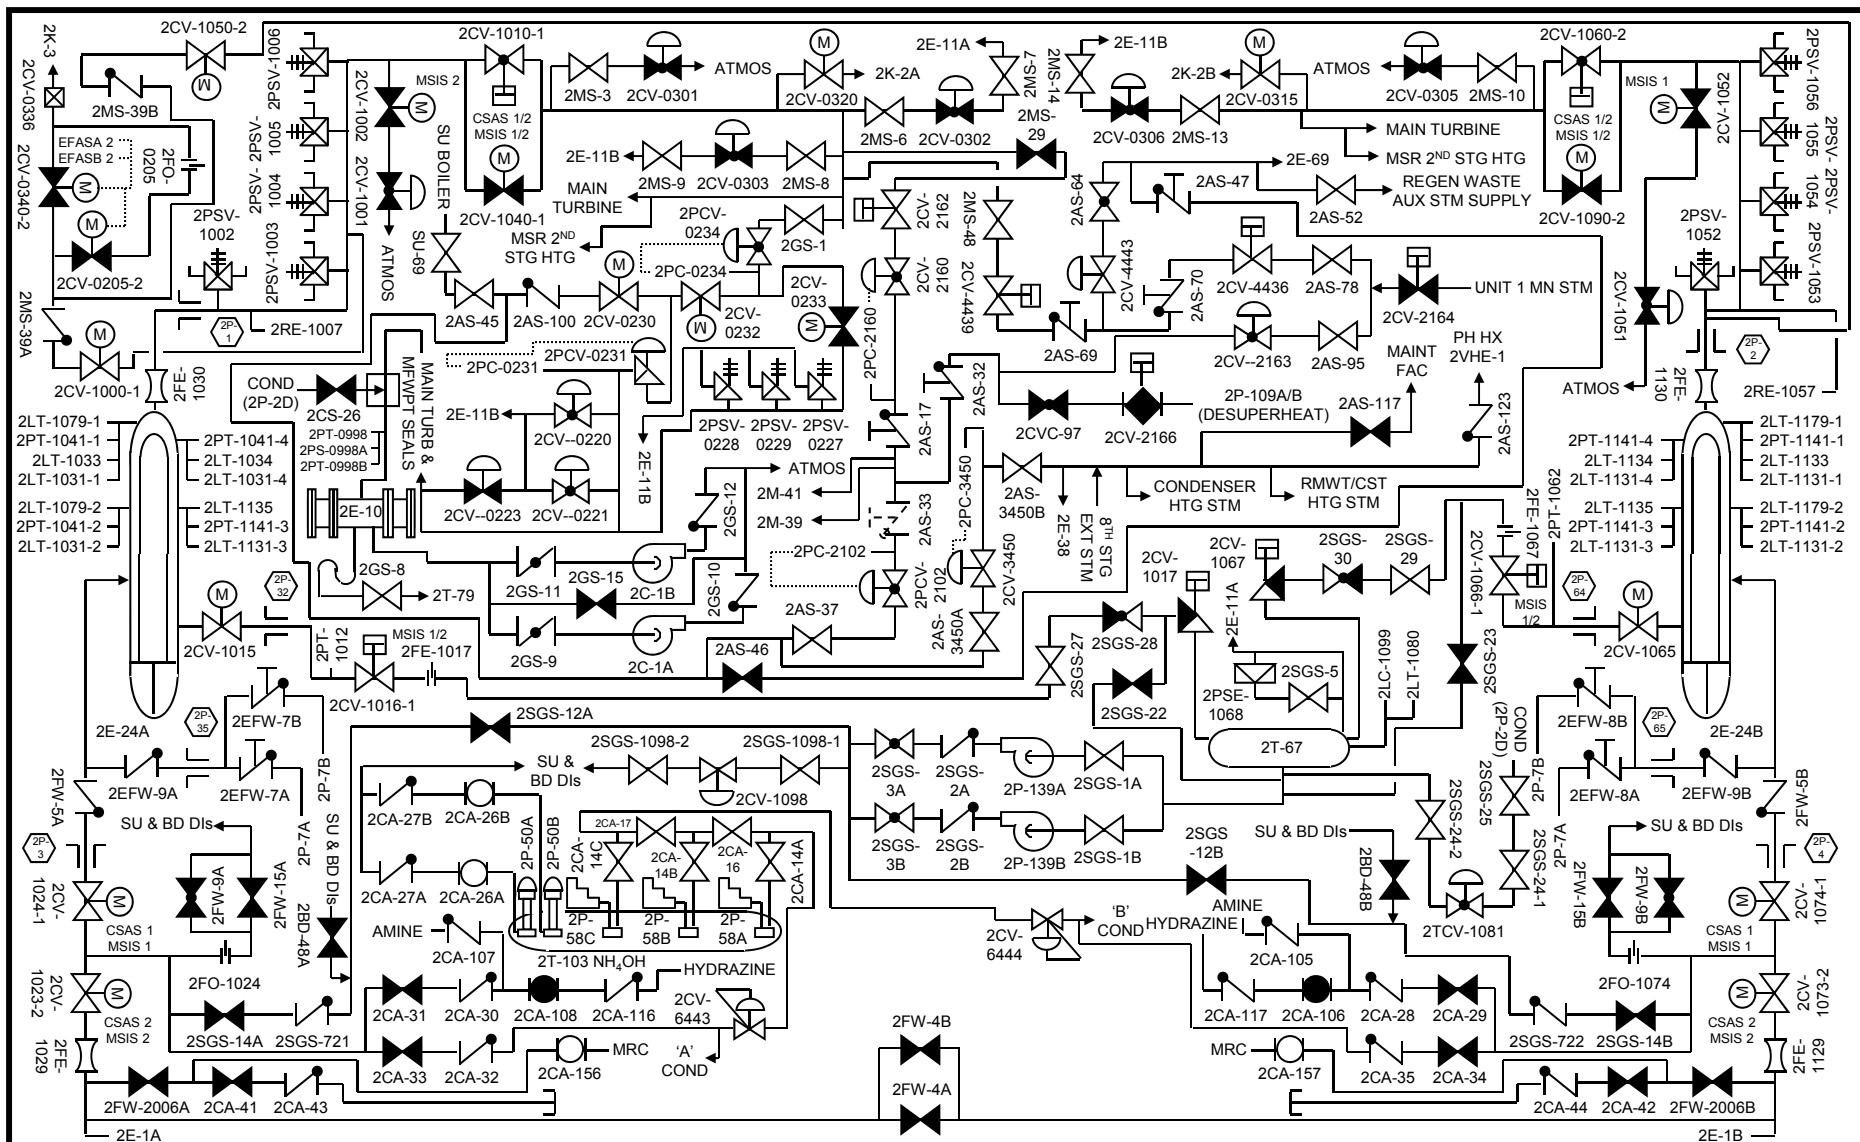 2CV-1050-2
2K-3
2CV-0336
2MS-39B
2PSV-1006
2PSV-
1005
2PSV-
1004
2PSV-1003
2CV-1002
2CV-1001
MSIS 2
M
2CV-1010-1
CSAS 1/2
MSIS 1/2
2CV-1040-1
2MS-3
2CV-0301
ATMOS
2CV-0320
2K-2A
2E-11A
2MS-7
2MS-6
2CV-0302
2MS-14
2E-11B
2K-2B
2CV-0315
2CV-0306
2MS-13
ATMOS
2CV-0305
2MS-10
2CV-1060-2
MSIS 1
CSAS 1/2
MSIS 1/2
2CV-1090-2
2CV-1052
2PSV-1056
2PSV-
1055
2PSV-
1054
2PSV-1053
EFASA 2
EFASB 2
2FO-
0205
2CV-0340-2
2CV-0205-2
2PSV-
1002
2MS-39A
2CV-1000-1
2FE-
1030
2P-
1
2RE-1007
ATMOS
SU BOILER
SU-69
2AS-45
2AS-100
2CV-0230
2CV-
0232
2E-11B
2MS-9
2CV-0303
2MS-8
MAIN
TURBINE
MSR 2ND
STG HTG
2PCV-
0234
2PC-0234
2GS-1
2CV-
0233
2CV-
2162
2CV-
2160
2PC-2160
2MS-
29
2MS-48
2CV-4439
2AS-64
2CV-4443
2AS-69
2AS-70
2AS-47
2E-69
2AS-52
REGEN WASTE
AUX STM SUPPLY
MAIN TURBINE
MSR 2ND STG HTG
2CV-4436
2AS-78
UNIT 1 MN STM
2CV-2164
2CV--2163
2AS-95
MAINT
FAC
PH HX
2VHE-1
2PSV-
1052
2CV-1051
ATMOS
2FE-
1130
2P-
2
2RE-1057
COND
(2P-2D)
2CS-26
2PT-0998
2PS-0998A
2PT-0998B
MAIN TURB &
MFWPT SEALS
2PC-0231
2PCV-0231
2E-11B
2CV--0220
2CV--0223
2CV--0221
2E-11B
2PSV-
0228
2PSV-
0229
2PSV-
0227
2AS-17
2AS-32
2CVC-97
2CV-2166
2P-109A/B
(DESUPERHEAT)
2AS-117
2AS-123
2LT-1079-1
2PT-1041-1
2LT-1033
2LT-1031-1
2PT-1041-4
2LT-1034
2LT-1031-4
2LT-1079-2
2PT-1041-2
2LT-1031-2
2LT-1135
2PT-1141-3
2LT-1131-3
2E-10
2GS-8
2T-79
2GS-11
2GS-15
2GS-9
2C-1B
2C-1A
2GS-12
2GS-10
ATMOS
2M-41
2M-39
2PC-2102
2PCV-
2102
2AS-33
2PC-3450
2CV-3450
2AS-
3450A
2AS-
3450B
2E-38
8TH STG
EXT STM
CONDENSER
HTG STM
RMWT/CST
HTG STM
2AS-37
2AS-46
2LT-1179-1
2PT-1141-1
2LT-1133
2LT-1131-1
2PT-1141-4
2LT-1134
2LT-1131-4
2LT-1135
2PT-1141-3
2LT-1131-3
2LT-1179-2
2PT-1141-2
2LT-1131-2
2P-
32
2CV-1015
2PT-
1012
MSIS 1/2
2FE-1017
2CV-1016-1
2CV-
1017
2CV-
1067
2SGS-
30
2SGS-
29
2CV-1066-1
2FE-1097
2PT-1062
MSIS
1/2
2P-
64
2CV-1065
2E-11A
2SGS-28
2SGS-27
2SGS-22
2PSE-
1068
2SGS-5
2LC-1099
2LT-1080
2SGS-23
2T-67
2E-24A
2P-
35
2EFW-7B
2EFW-9A
2EFW-7A
2P-7B
2P-7A
2FW-5A
2P-
3
SU & BD DIs
2FW-9A
2FW-15A
SU & BD DIs
2BD-48A
2SGS-12A
SU &
BD DIs
2SGS-1098-2
2SGS-1098-1
2CV-1098
2CA-27B
2CA-26B
2CA-27A
2CA-26A
2P-50A
2P-50B
2CA-
14C
2CA-17
2CA-
14B
2CA-
16
2CA-14A
2P-
58C
2P-
58B
2P-
58A
2T-103 NH4OH
2SGS-
3A
2SGS-
2A
2P-139A
2SGS-1A
2SGS-
3B
2SGS-
2B
2P-139B
2SGS-1B
2SGS
-12B
SU & BD DIs
2BD-48B
2SGS-24-2
2SGS-25
2SGS-24-1
COND
(2P-2D)
2TCV-1081
2P-7B
2P-7A
2EFW-8B
2EFW-8A
2EFW-9B
2P-
65
2E-24B
2FW-5B
2P-
4
SU & BD DIs
2FW-15B
2FW-9B
2CV-
1024-1
CSAS 1
MSIS 1
2CV-
1023-2
CSAS 2
MSIS 2
2FE-
1029
2FO-1024
2SGS-14A
2SGS-721
AMINE
2CA-107
2CA-31
2CA-30
2CA-108
2CA-116
HYDRAZINE
2CV-
6443
2CA-33
2CA-32
'A'
COND
MRC
2CA-156
2FW-2006A
2CA-41
2CA-43
2E-1A
2FW-4B
2FW-4A
2CV-
6444
'B'
COND
AMINE
HYDRAZINE
2CA-105
2CA-117
2CA-106
2CA-28
2CA-29
MRC
2CA-157
2CA-35
2CA-34
2SGS-722
2SGS-14B
2FO-1074
2CV-
1074-1
CSAS 1
MSIS 1
2CV-
1073-2
CSAS 2
MSIS 2
2FE-
1129
2CA-44
2CA-42
2FW-2006B
2E-1B